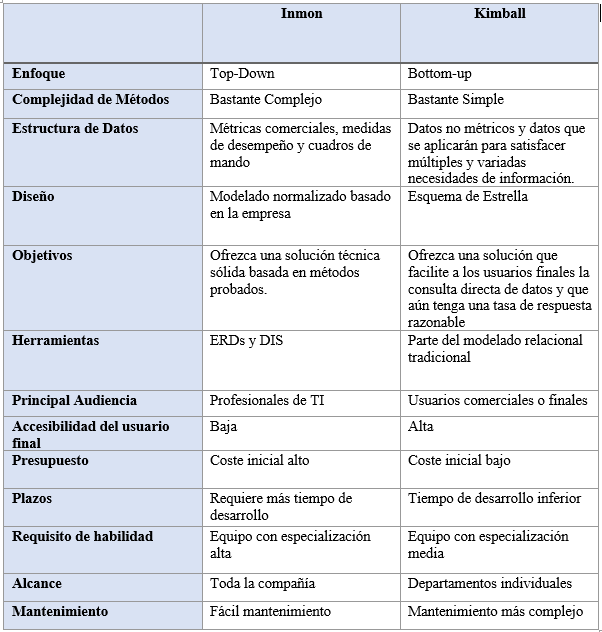 Inmon
Kimball
Enfoque
Top-Down
Bottom-up
Complejidad de Métodos
Bastante Complejo
Bastante Simple
Estructura de Datos
Métricas comerciales, medidas
de desempeño y cuadros de
mando
Datos no métricos y datos que
se aplicarán para satisfacer
múltiples y variadas
necesidades de información.
Diseño
Modelado normalizado basado
en la empresa
Esquema de Estrella
Objetivos
Ofrezca una solución técnica
sólida basada en métodos
probados.
Ofrezca una solución que
facilite a los usuarios finales la
consulta directa de datos y que
aún tenga una tasa de respuesta
razonable
Herramientas
ERDs y DIS
Parte del modelado relacional
tradicional
Principal Audiencia
Profesionales de TI
Usuarios comerciales o finales
Accesibilidad del usuario
final
Baja
Alta
Presupuesto
Coste inicial alto
Coste inicial bajo
Plazos
Requiere más tiempo de
desarrollo
Tiempo de desarrollo inferior
Requisito de habilidad
Equipo con especialización
alta
Equipo con especialización
media
Alcance
Toda la compañía
Departamentos individuales
Mantenimiento
Fácil mantenimiento
Mantenimiento más complejo